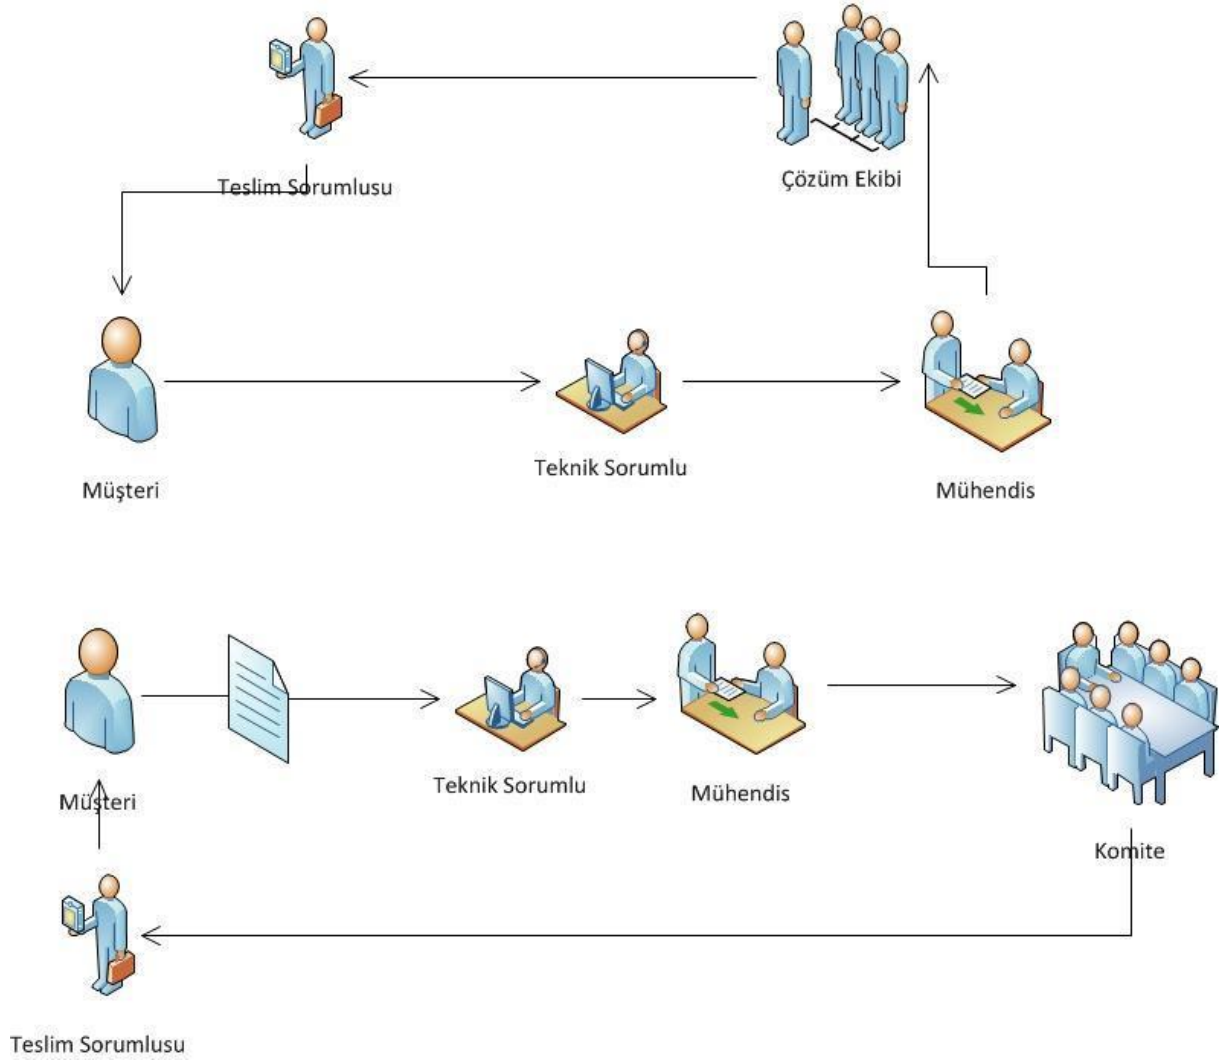 Teslim Sorumlusu
Çözüm Ekibi
Müşteri
Teknik Sorumlu
Mühendis
Müşteri
Teknik Sorumlu
Mühendis
Komite
Teslim Sorumlusu